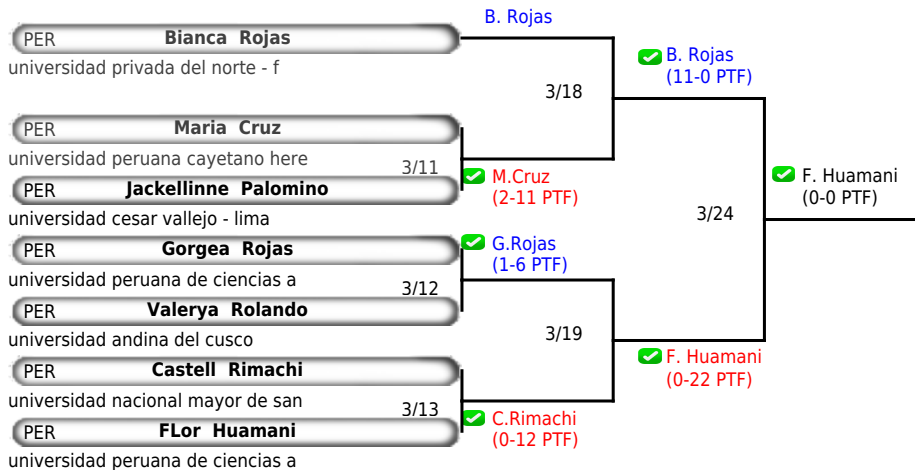 B. Rojas
PER Bianca Rojas
universidad privada del norte - f
B. Rojas
(11-0 PTF)
3/18
PER Maria Cruz
universidad peruana cayetano here
3/11
M.Cruz
(2-11 PTF)
PER Jackellinne Palomino
universidad cesar vallejo - lima
F. Huamani
(0-0 PTF)
3/24
PER Gorgea Rojas
universidad peruana de ciencias a
G.Rojas
(1-6 PTF)
3/12
PER Valerya Rolando
universidad andina del cusco
3/19
PER Castell Rimachi
universidad nacional mayor de san
F. Huamani
(0-22 PTF)
3/13
C.Rimachi
(0-12 PTF)
PER FLor Huamani
universidad peruana de ciencias a